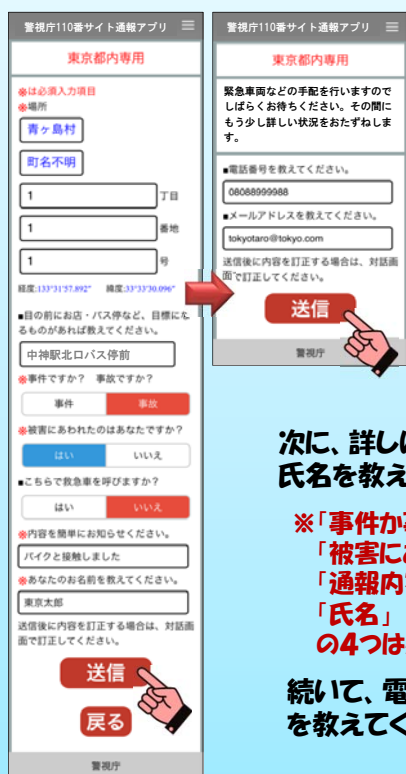 警視庁110番サイト通報アプリ
東京都内専用
※は必須入力項目
※場所
青ヶ島村
町名不明
1 丁目
1 番地
1 号
経度:133°31'57.892" 緯度:33°33'30.096"
■目の前にお店・バス停など、目標にな
るものがあれば教えてください。
中神駅北口バス停前
※事件ですか？ 事故ですか？
事件 事故
※被害にあわれたのはあなたですか？
はい いいえ
■こちらで救急車を呼びますか？
はい いいえ
※内容を簡単にお知らせください。
バイクと接触しました
※あなたのお名前を教えてください。
東京太郎
送信後に内容を訂正する場合は、対話画
面で訂正してください。
送信
戻る
警視庁
警視庁110番サイト通報アプリ
東京都内専用
緊急車両などの手配を行いますので
しばらくお待ちください。その間に
もう少し詳しい状況をおたずねしま
す。
■電話番号を教えてください。
08088999988
■メールアドレスを教えてください。
tokyotaro@tokyo.com
送信後に内容を訂正する場合は、対話画
面で訂正してください。
送信
警視庁
次に、詳し
氏名を教え
※「事件か
「被害に
「通報内
「氏名」
の4つは
続いて、電
を教えてく